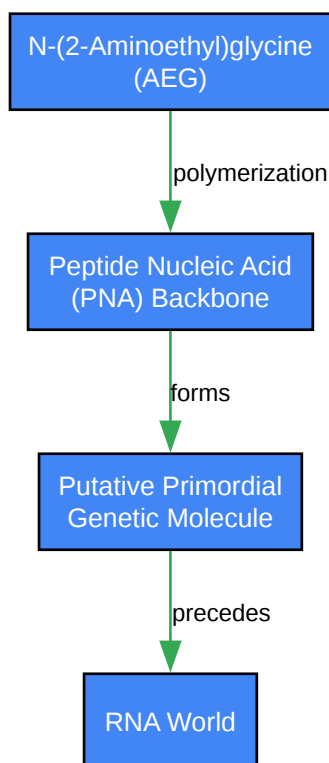 N-(2-Aminoethyl)glycine
(AEG)
polymerization
Peptide Nucleic Acid
(PNA) Backbone
forms
Putative Primordial
Genetic Molecule
precedes
RNA World